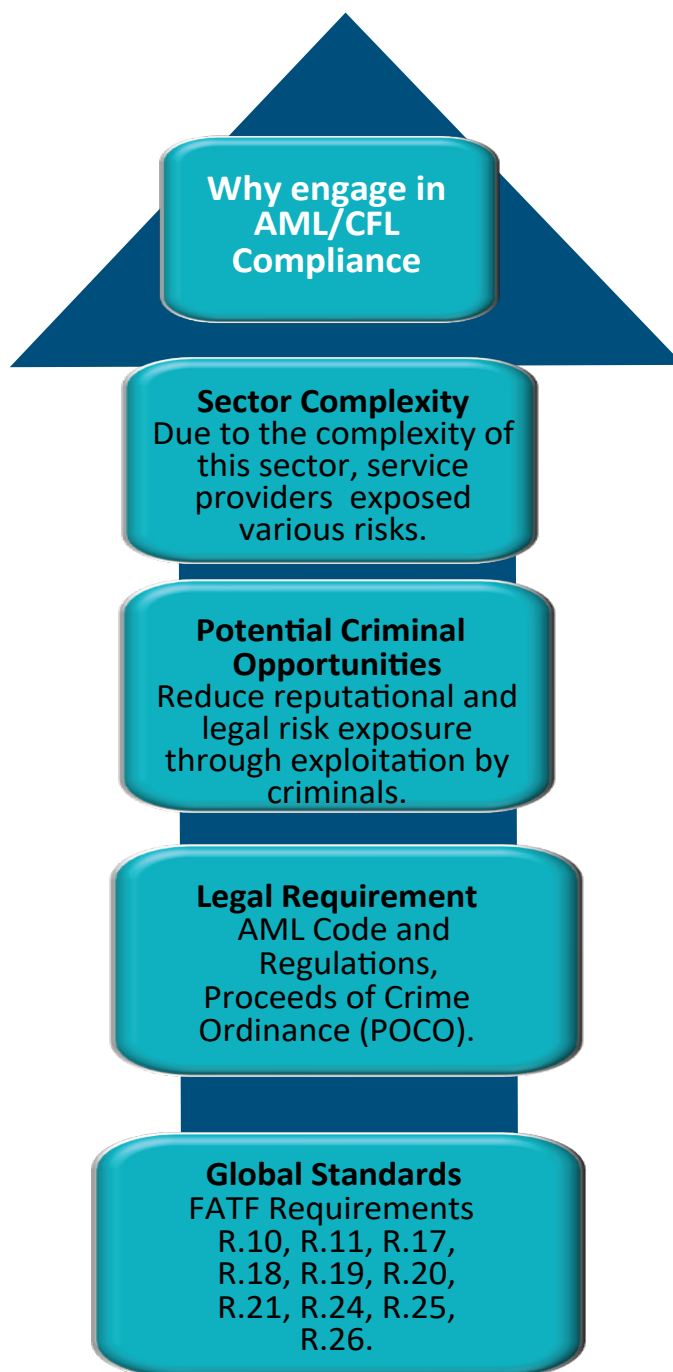 Why engage in
AML/CFL
Compliance
Sector Complexity
Due to the complexity of
this sector, service
providers exposed
various risks.
Potential Criminal
Opportunities
Reduce reputational and
legal risk exposure
through exploitation by
criminals.
Legal Requirement
AML Code and
Regulations,
Proceeds of Crime
Ordinance (POCO).
Global Standards
FATF Requirements
R.10, R.11, R.17,
R.18, R.19, R.20,
R.21, R.24, R.25,
R.26.